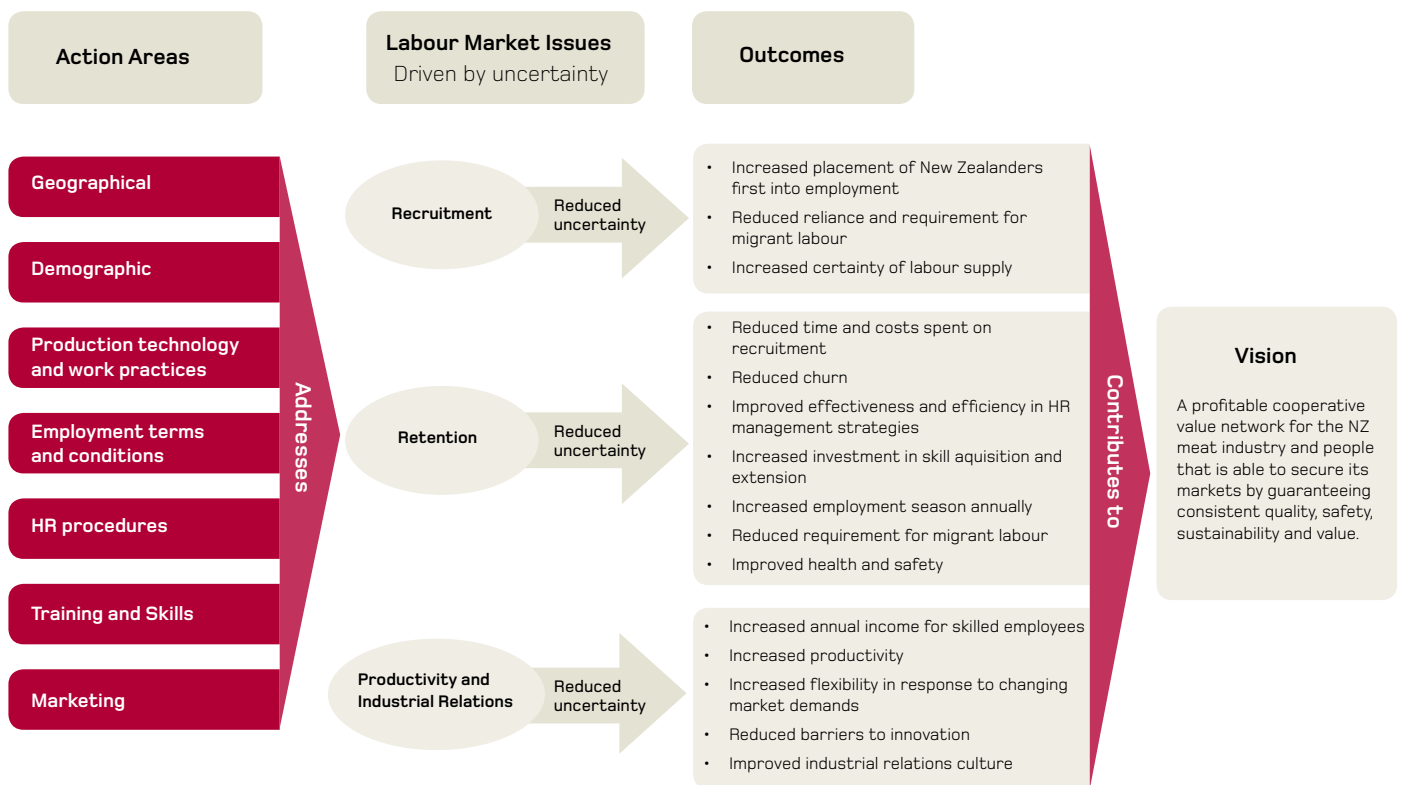 Action Areas
Labour Market Issues
Driven by uncertainty
Outcomes
Geographical
Demographic
Production technology
and work practices
Employment terms
and conditions
HR procedures
Training and Skills
Marketing
Addresses
Recruitment
Reduced
uncertainty
• Increased placement of New Zealanders
first into employment
• Reduced reliance and requirement for
migrant labour
• Increased certainty of labour supply
Retention
Reduced
uncertainty
• Reduced time and costs spent on
recruitment
• Reduced churn
• Improved effectiveness and efficiency in HR
management strategies
• Increased investment in skill aquisition and
extension
• Increased employment season annually
• Reduced requirement for migrant labour
• Improved health and safety
Productivity and
Industrial Relations
Reduced
uncertainty
• Increased annual income for skilled employees
• Increased productivity
• Increased flexibility in response to changing
market demands
• Reduced barriers to innovation
• Improved industrial relations culture
Contributes to
Vision
A profitable cooperative
value network for the NZ
meat industry and people
that is able to secure its
markets by guaranteeing
consistent quality, safety,
sustainability and value.